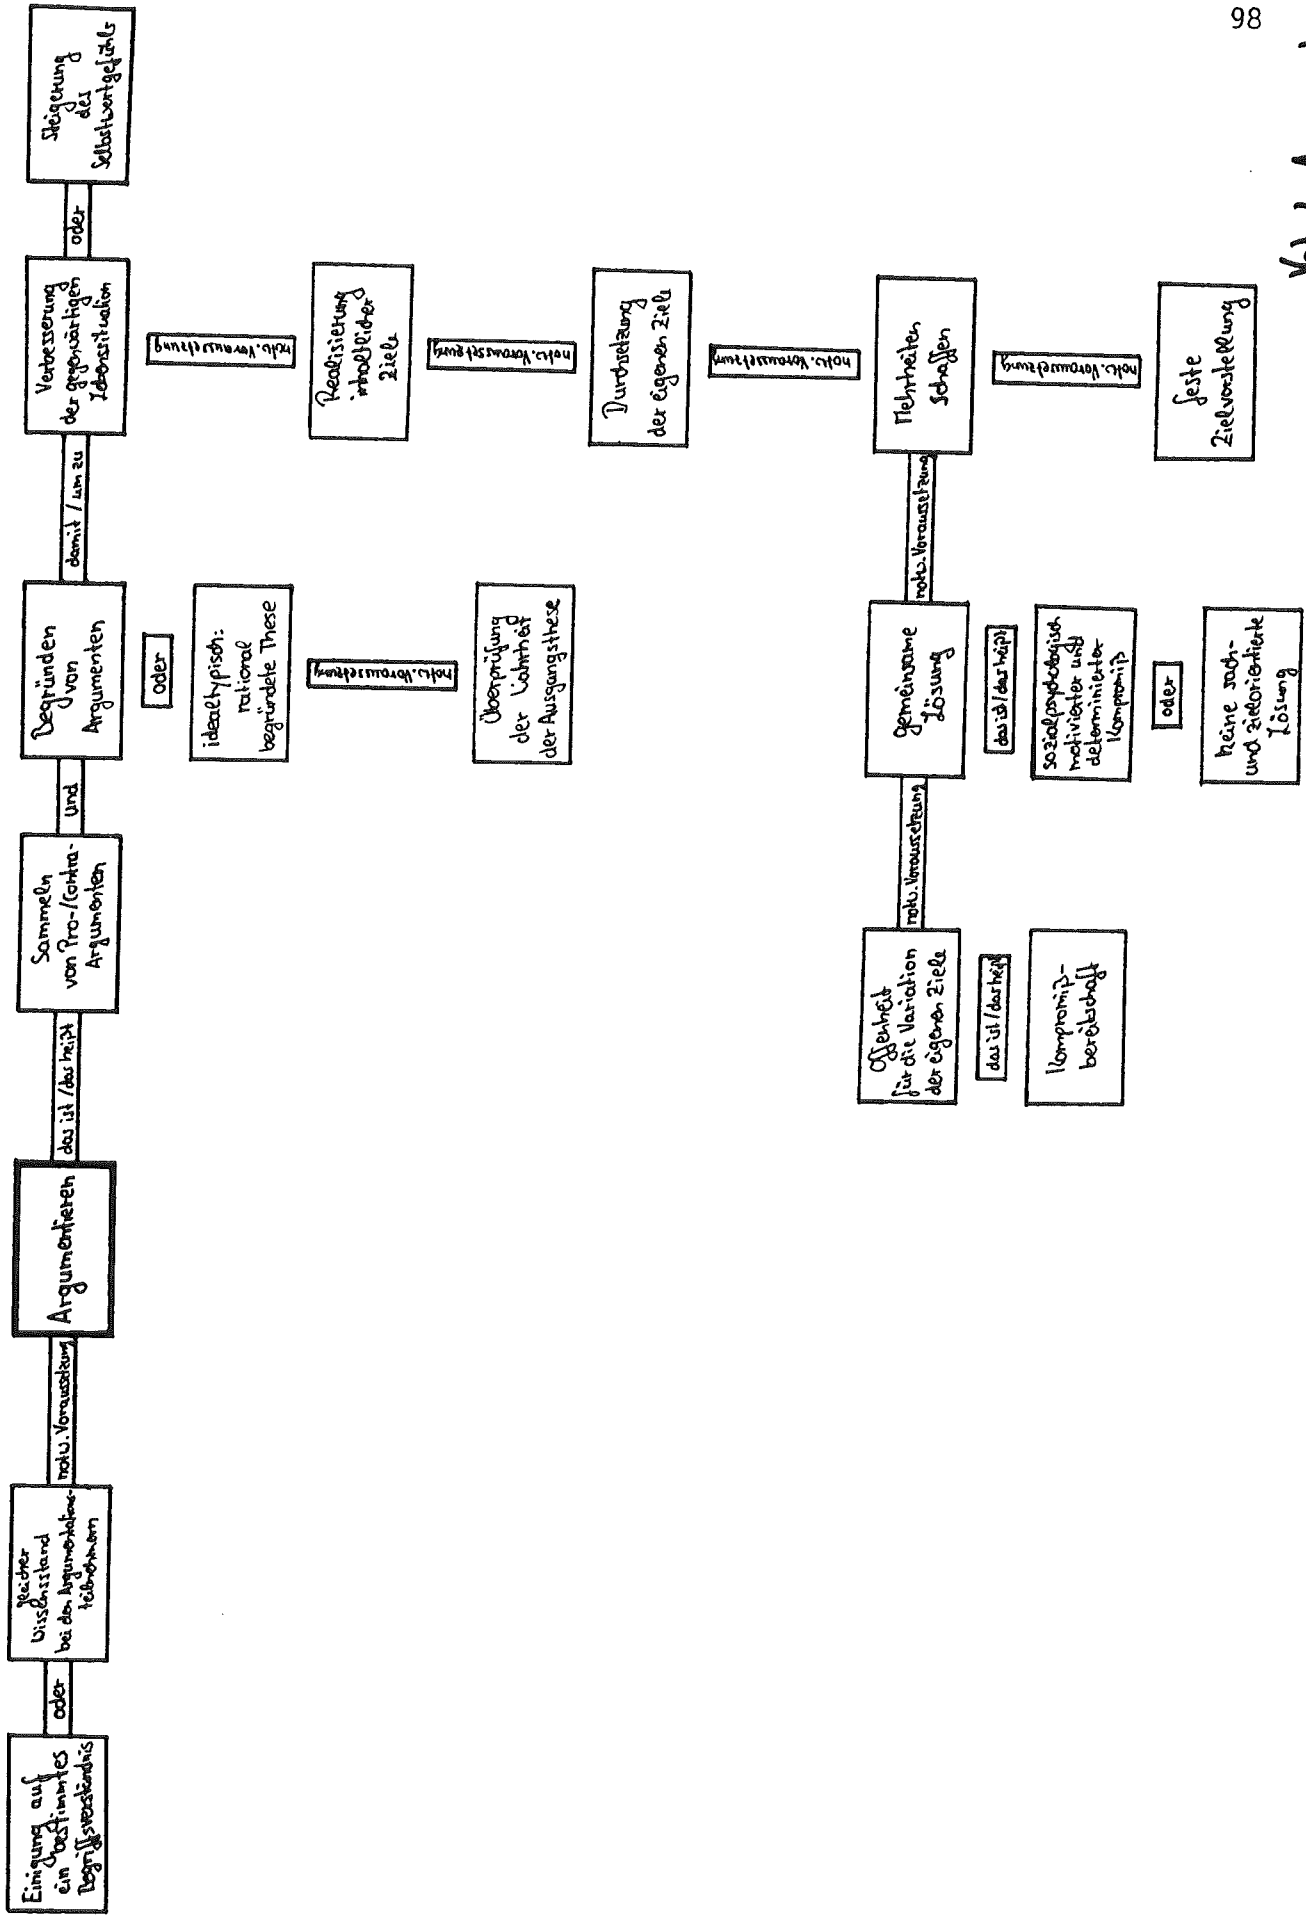 98
Einigung auf
ein bestimmtes
Begriffsverständnis
oder
gleicher
Wissensstand
bei den Argumentations-
teilnehmern
notw. Voraussetzung
Argumentieren
das ist / das heißt
Sammeln
von Pro-/Contra-
Argumenten
und
Begründen
von
Argumenten
damit / um zu
Verbesserung
der gegenwärtigen
Lebenssituation
oder
Steigerung
des
Selbstwertgefühls
oder
idealtypisch:
rational
begründete These
notw. Voraussetzung
Überprüfung
der Wahrheit
der Ausgangsthese
notw. Voraussetzung
Realisierung
inhaltlicher
Ziele
notw. Voraussetzung
Durchsetzung
der eigenen Ziele
notw. Voraussetzung
Offenheit
für die Variation
der eigenen Ziele
notw. Voraussetzung
gemeinsame
Lösung
notw. Voraussetzung
Mehrheiten
schaffen
das ist / das heißt
Kompromiß-
bereitschaft
das ist / das heißt
sozialpsychologisch
motivierter und
determinierter
Kompromiß
oder
keine sach-
und zielorientierte
Lösung
notw. Voraussetzung
feste
Zielvorstellung